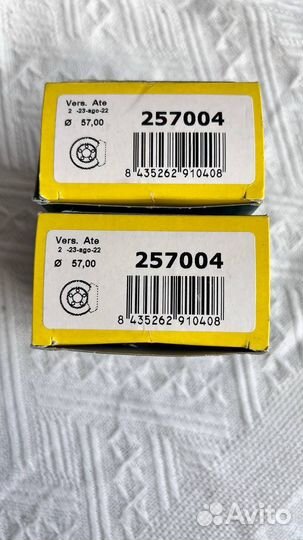 Vers. Ate
2 -23-ago-22
Ø 57,00
257004
8 435262 910408
Vers. Ate
2 -23-ago-22
Ø 57,00
257004
8 435262 910408
Avito